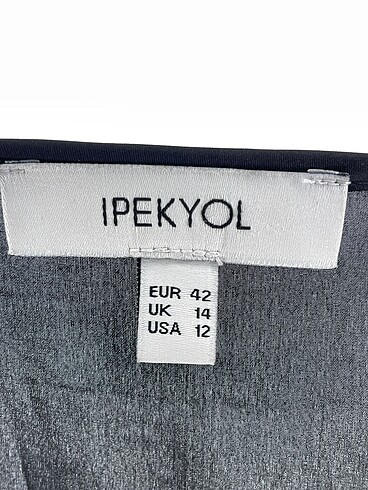 IPEKYOL
EUR 42
UK 14
USA 12